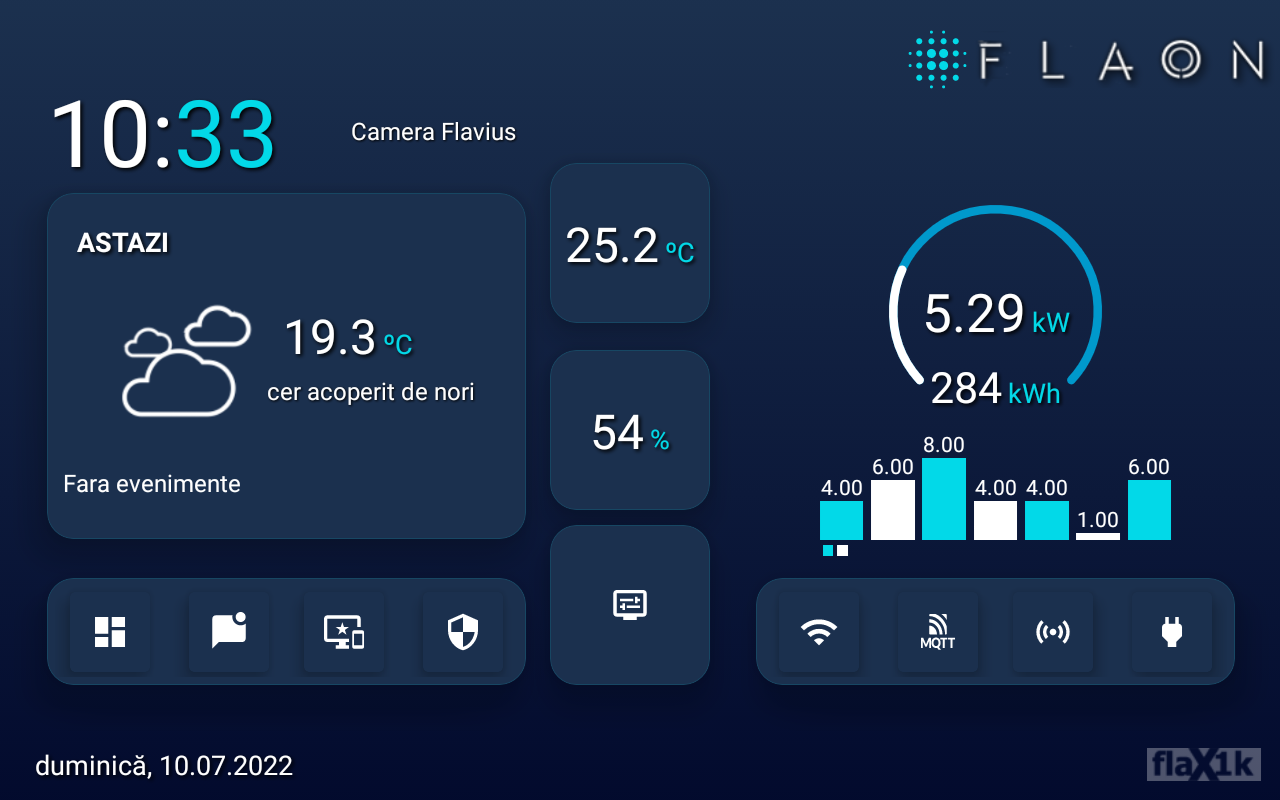 FLAON
10:33
Camera Flavius
ASTAZI
19.3 ºC
cer acoperit de nori
Fara evenimente
25.2 ºC
54 %
5.29 kW
284 kWh
4.00 6.00 8.00 4.00 4.00 1.00 6.00
MQTT
duminică, 10.07.2022
flaX1k